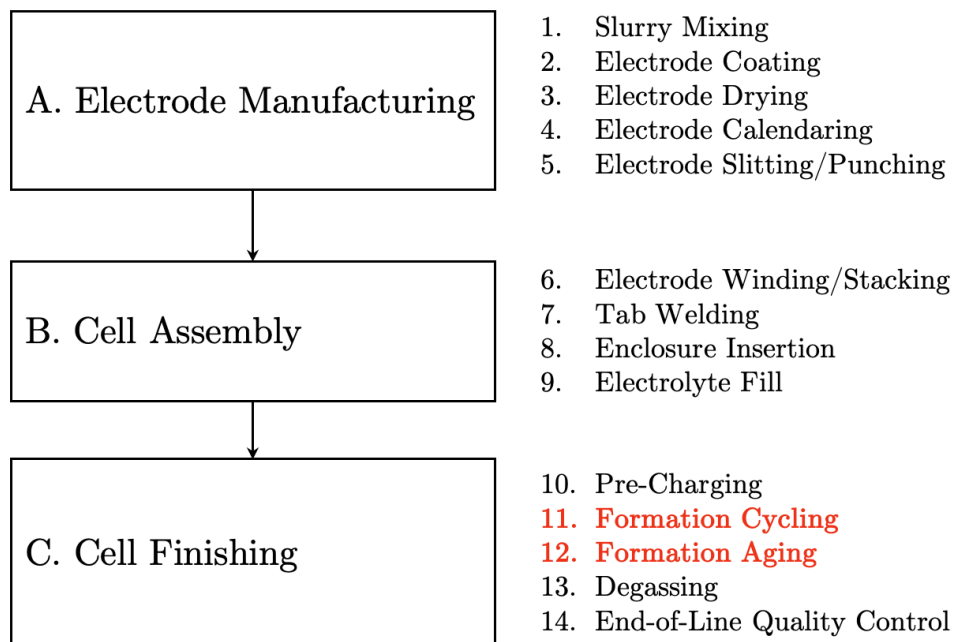 A. Electrode Manufacturing
1. Slurry Mixing
2. Electrode Coating
3. Electrode Drying
4. Electrode Calendaring
5. Electrode Slitting/Punching
B. Cell Assembly
6. Electrode Winding/Stacking
7. Tab Welding
8. Enclosure Insertion
9. Electrolyte Fill
C. Cell Finishing
10. Pre-Charging
11. Formation Cycling
12. Formation Aging
13. Degassing
14. End-of-Line Quality Control